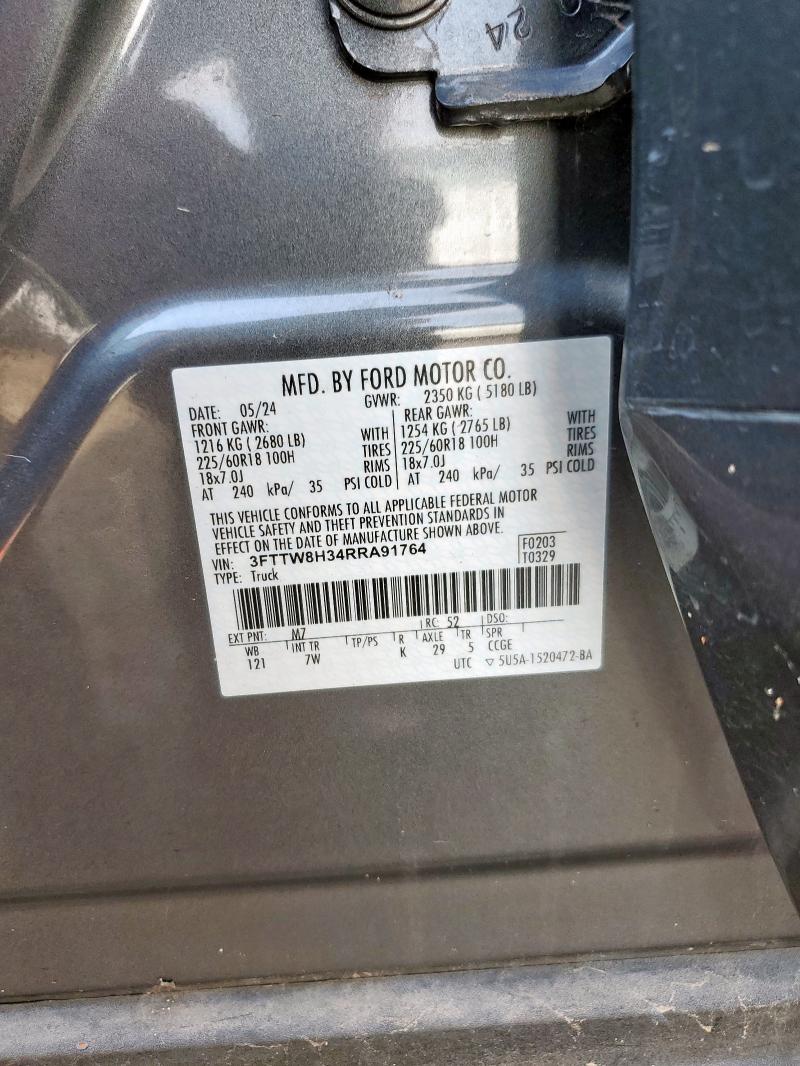 24
MFD. BY FORD MOTOR CO.
DATE: 05/24 GVWR: 2350 KG ( 5180 LB)
FRONT GAWR: REAR GAWR:
1216 KG ( 2680 LB) WITH 1254 KG ( 2765 LB) WITH
225/60R18 100H TIRES 225/60R18 100H TIRES
18x7.0J RIMS 18x7.0J RIMS
AT 240 kPa/ 35 PSI COLD AT 240 kPa/ 35 PSI COLD
THIS VEHICLE CONFORMS TO ALL APPLICABLE FEDERAL MOTOR
VEHICLE SAFETY AND THEFT PREVENTION STANDARDS IN
EFFECT ON THE DATE OF MANUFACTURE SHOWN ABOVE.
VIN: 3FTTW8H34RRA91764 F0203
TYPE: Truck T0329
EXT PNT: M7 RC: 52 DSO:
WB INT TR TP/PS R AXLE TR SPR
121 7W K 29 5 CCGE
UTC ▽ 5U5A-1520472-BA